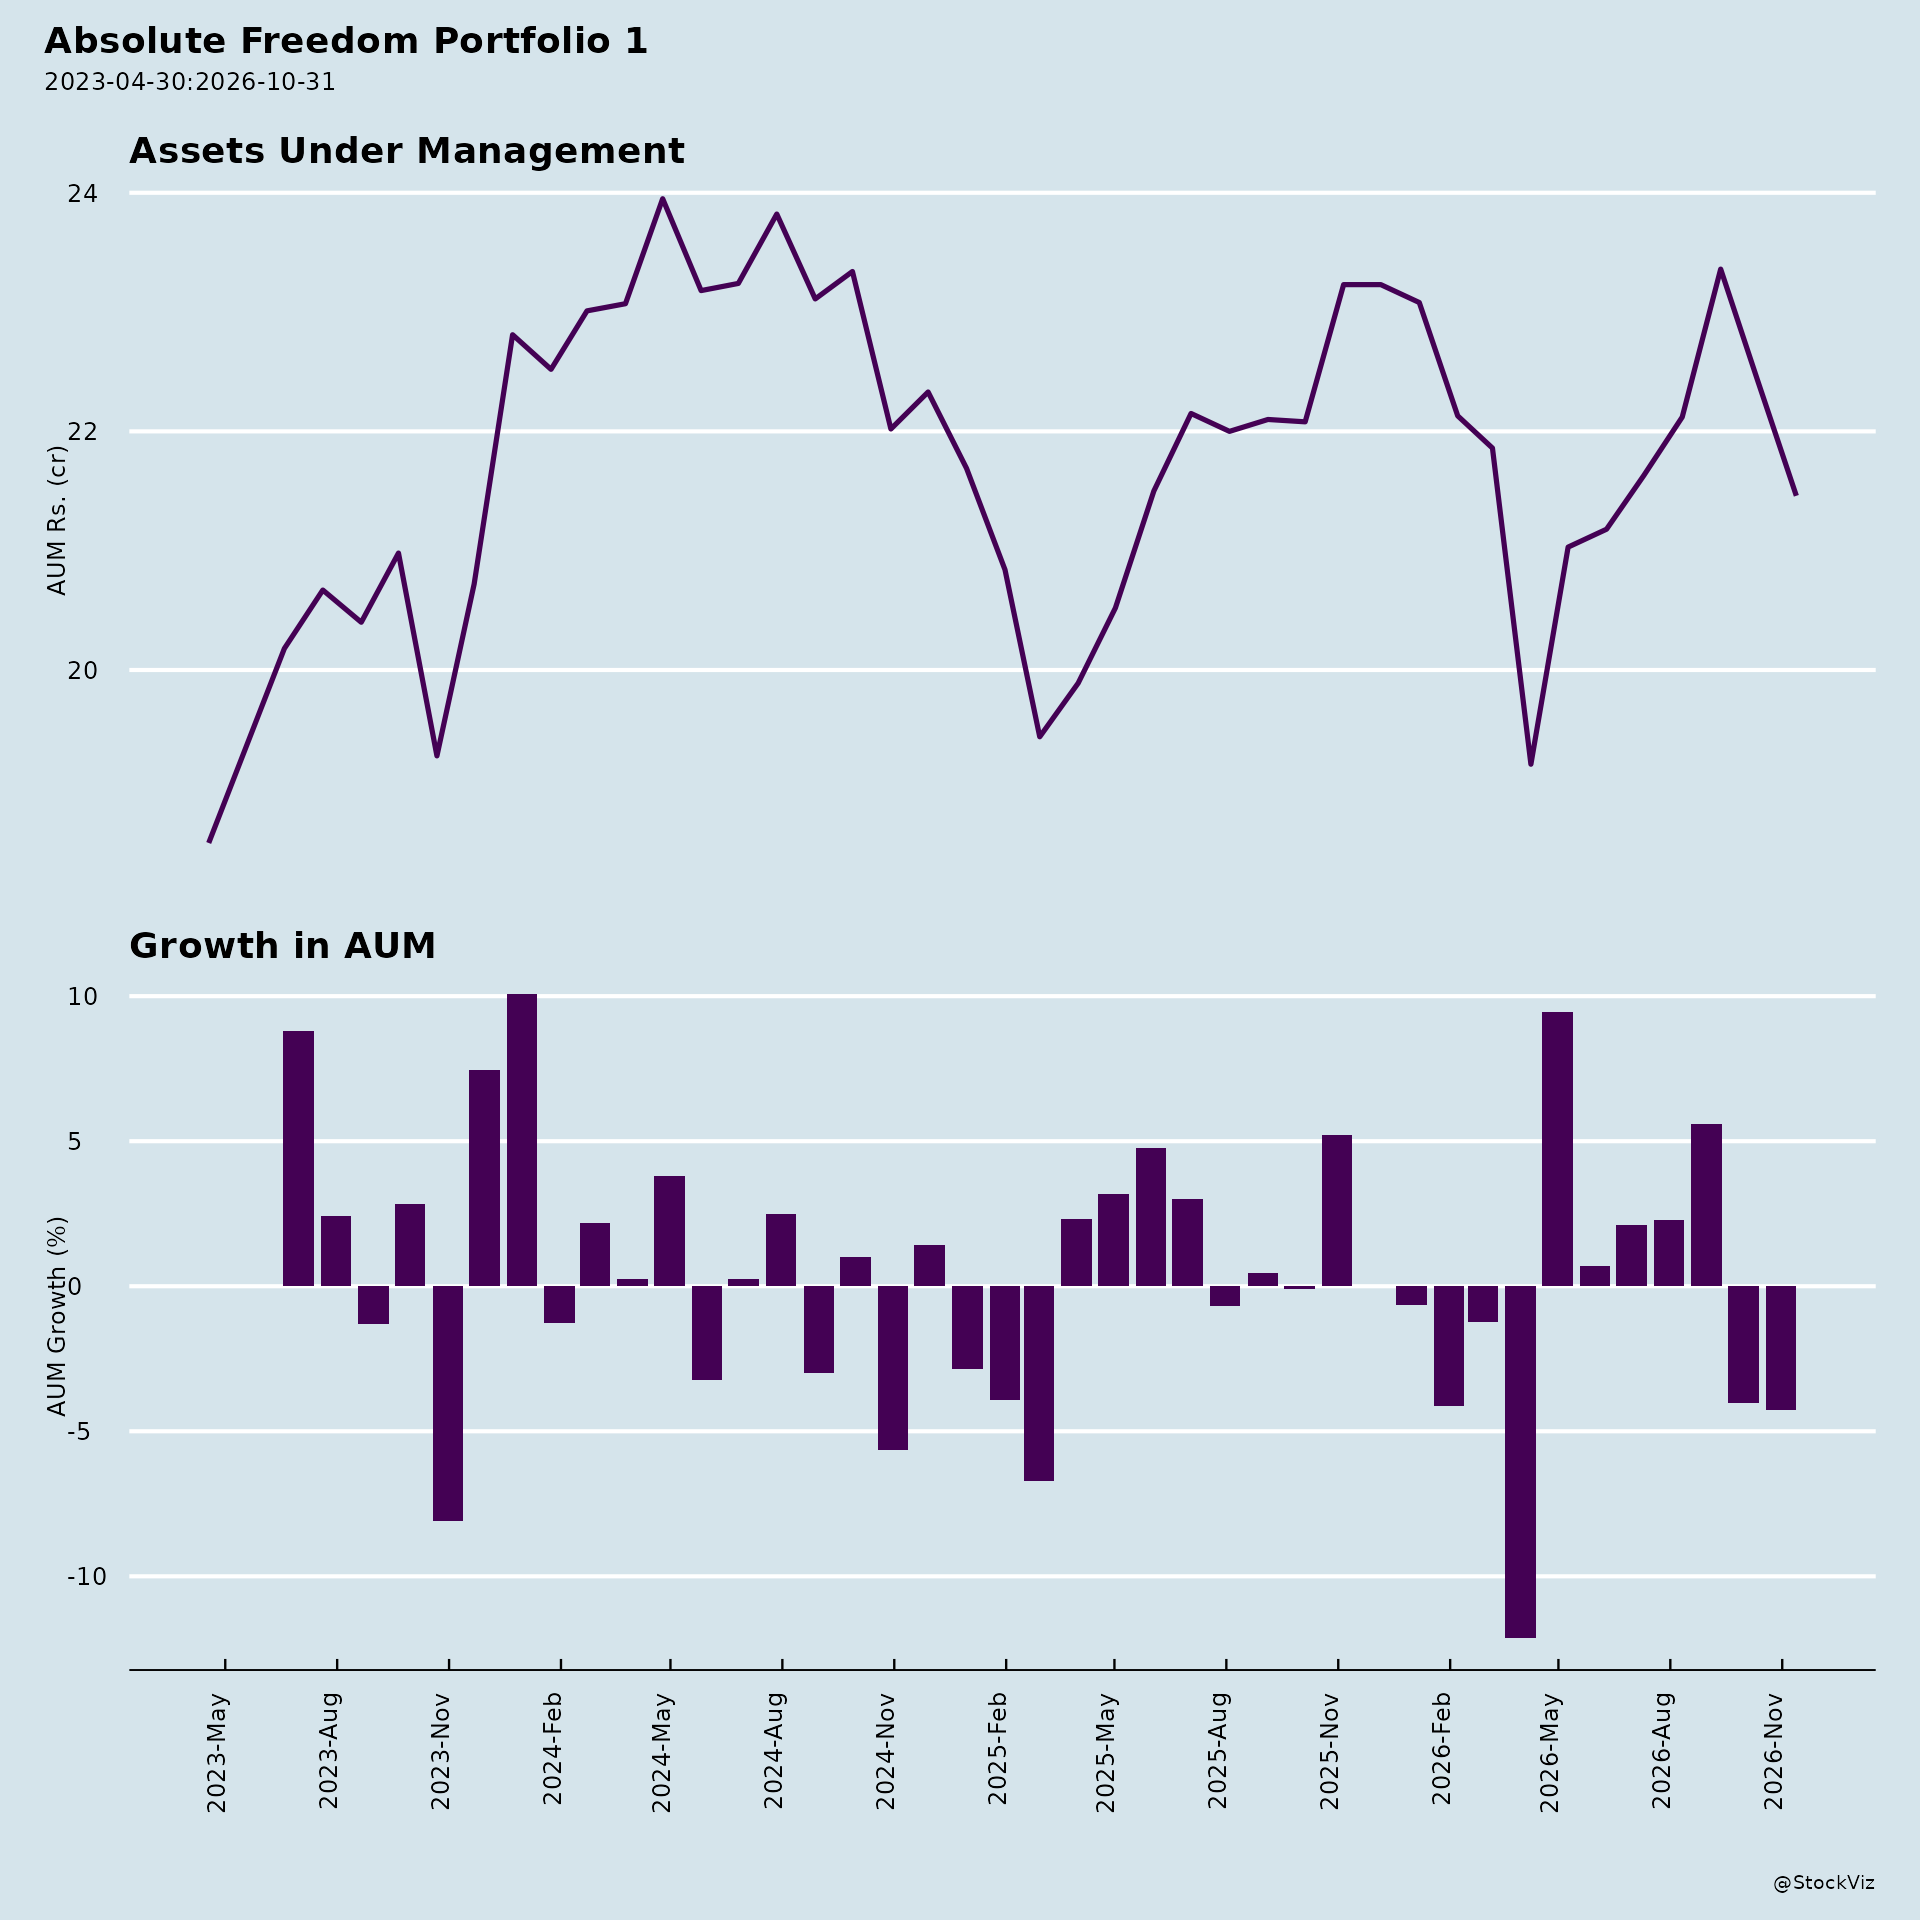 Absolute Freedom Portfolio 1
2023-04-30:2026-10-31
Assets Under Management
24
22
20
AUM Rs. (cr)
Growth in AUM
10
5
0
-5
-10
AUM Growth (%)
2023-May
2023-Aug
2023-Nov
2024-Feb
2024-May
2024-Aug
2024-Nov
2025-Feb
2025-May
2025-Aug
2025-Nov
2026-Feb
2026-May
2026-Aug
2026-Nov
@StockViz